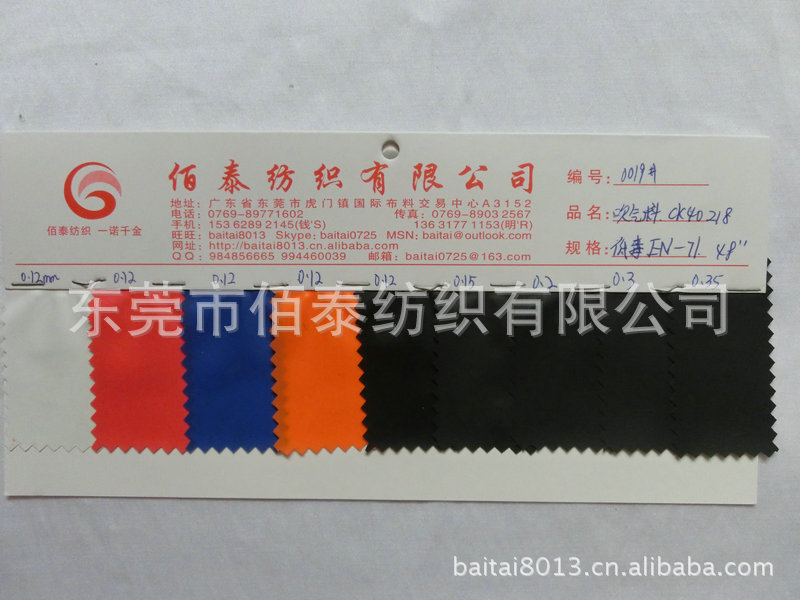 佰泰纺织有限公司
佰泰纺织 一诺千金
地址:广东省东莞市虎门镇国际布料交易中心A3152
电话:0769-89771602 传真:0769-8903 2567
手机:153 6289 2145(钱'S) 136 3177 1153(明'R)
旺旺:baitai8013 Skype:baitai0725 MSN:baitai@outlook.com
网址:http://baitai8013.cn.alibaba.com
QQ:984856665 994460039 邮箱:baitai0725@163.com
编号:0019#
品名:吹气料 CK40 218
规格:低毒EN-71 48"
0.12mm 0.12 0.12 0.12 0.12 0.15 0.2 0.3 0.35
东莞市佰泰纺织有限公司
baitai8013.cn.alibaba.com